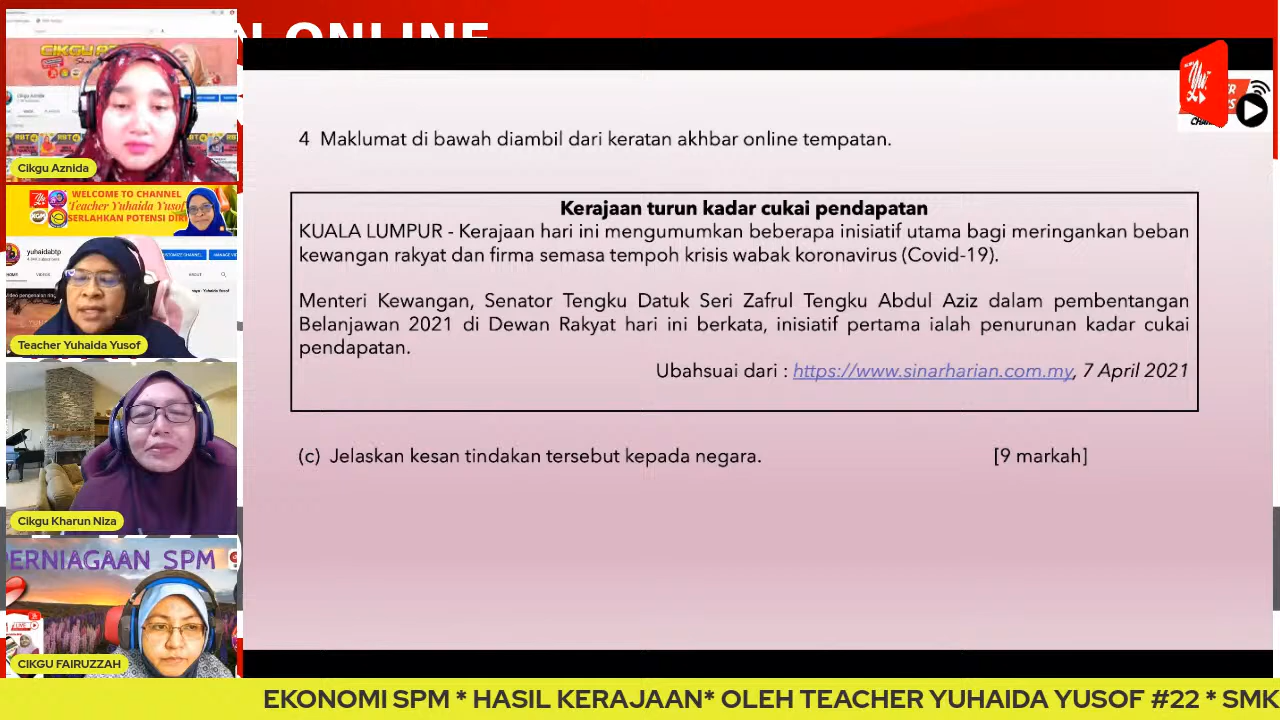 N ONLINE
4 Maklumat di bawah diambil dari keratan akhbar online tempatan.
Kerajaan turun kadar cukai pendapatan
KUALA LUMPUR - Kerajaan hari ini mengumumkan beberapa inisiatif utama bagi meringankan beban
kewangan rakyat dan firma semasa tempoh krisis wabak koronavirus (Covid-19).
Menteri Kewangan, Senator Tengku Datuk Seri Zafrul Tengku Abdul Aziz dalam pembentangan
Belanjawan 2021 di Dewan Rakyat hari ini berkata, inisiatif pertama ialah penurunan kadar cukai
pendapatan.
Ubahsuai dari : https://www.sinarharian.com.my, 7 April 2021
(c) Jelaskan kesan tindakan tersebut kepada negara. [9 markah]
Cikgu Aznida
WELCOME TO CHANNEL
Teacher Yuhaida Yusof
SERLAHKAN POTENSI DIRI
yuhaidabtp
Teacher Yuhaida Yusof
Cikgu Kharun Niza
ERNIAGAAN SPM
CIKGU FAIRUZZAH
EKONOMI SPM * HASIL KERAJAAN* OLEH TEACHER YUHAIDA YUSOF #22 * SMK